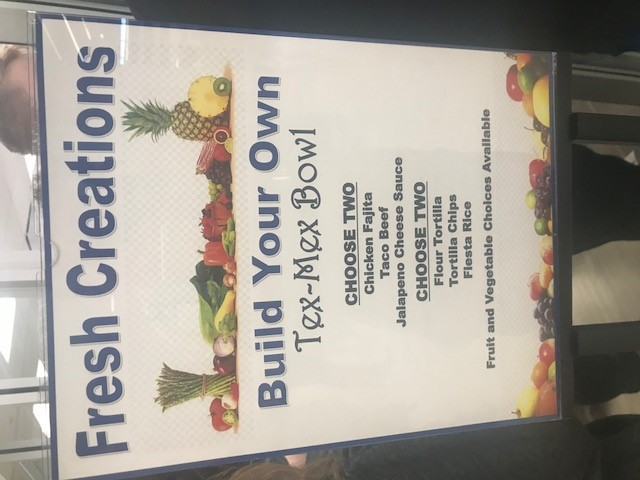 Fresh Creations
Build Your Own
Tex-Mex Bowl
CHOOSE TWO
Chicken Fajita
Taco Beef
Jalapeno Cheese Sauce
CHOOSE TWO
Flour Tortilla
Tortilla Chips
Fiesta Rice
Fruit and Vegetable Choices Available